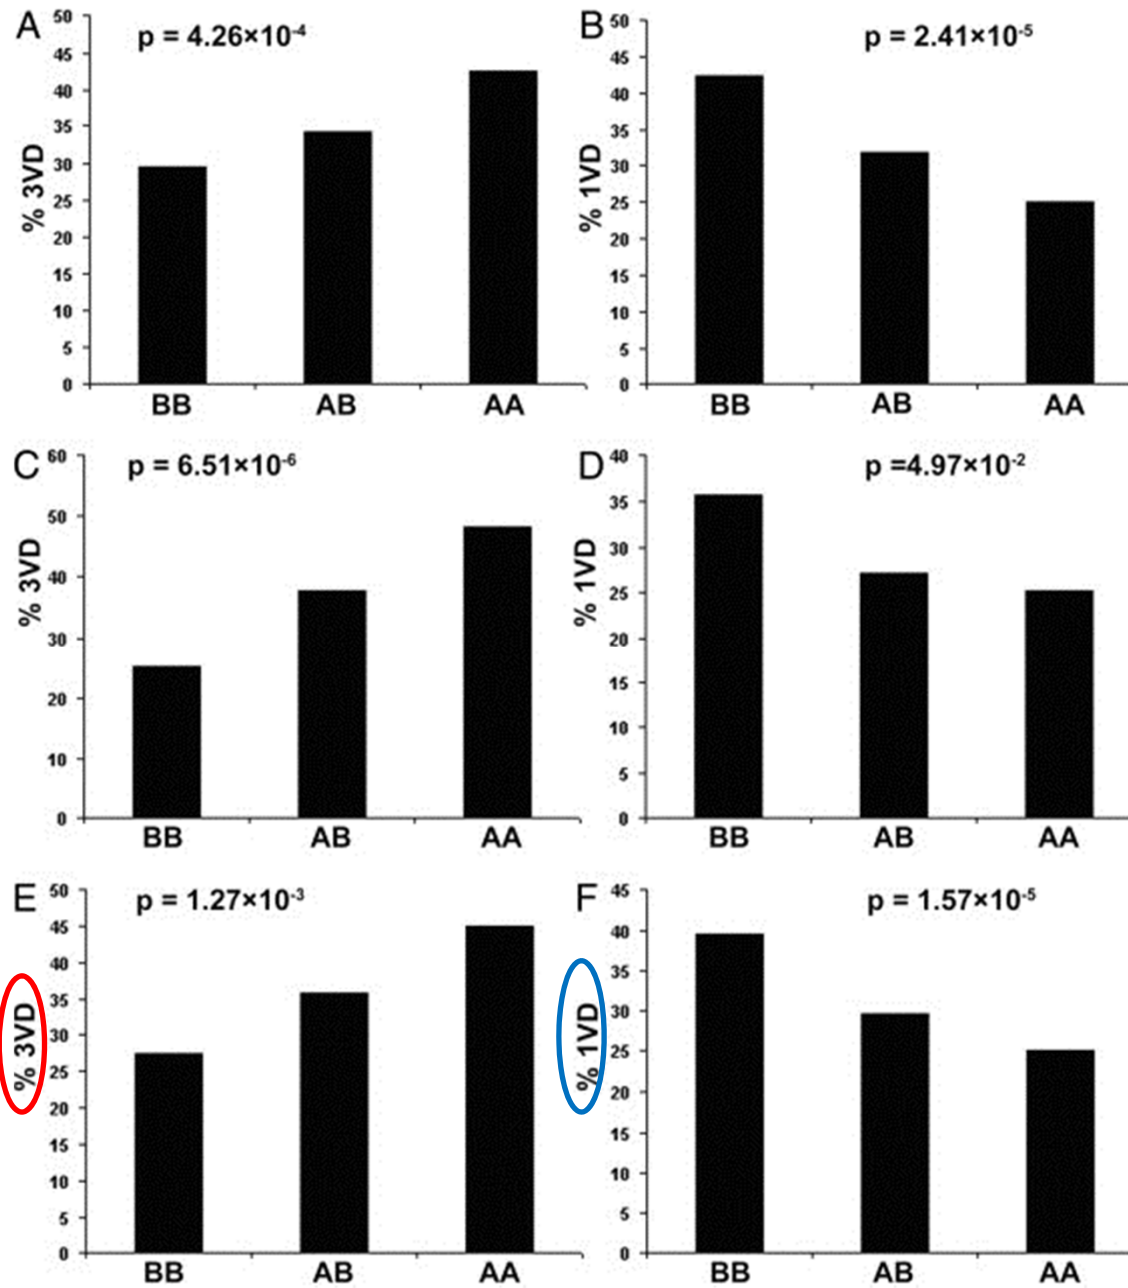 A
p = 4.26×10-4
% 3VD
50
45
40
35
30
25
20
15
10
5
0
BB AB AA
B
p = 2.41×10-5
% 1VD
50
45
40
35
30
25
20
15
10
5
0
BB AB AA
C
p = 6.51×10-6
% 3VD
60
50
40
30
20
10
0
BB AB AA
D
p =4.97×10-2
% 1VD
40
35
30
25
20
15
10
5
0
BB AB AA
E
p = 1.27×10-3
% 3VD
50
45
40
35
30
25
20
15
10
5
0
BB AB AA
F
p = 1.57×10-5
% 1VD
45
40
35
30
25
20
15
10
5
0
BB AB AA